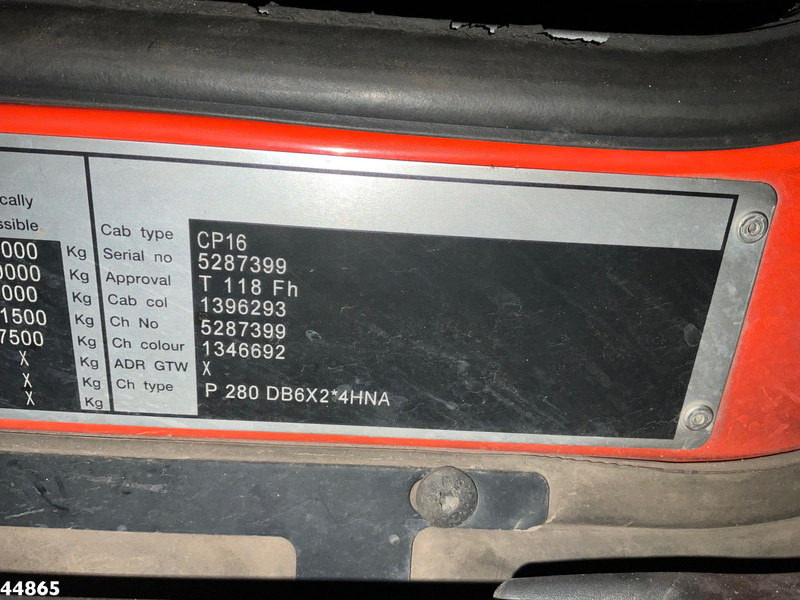 cally
ssible
000 Kg
0000 Kg
000 Kg
1500 Kg
7500 Kg
X Kg
X Kg
X Kg
Cab type CP16
Serial no 5287399
Approval T 118 Fh
Cab col 1396293
Ch No 5287399
Ch colour 1346692
ADR GTW X
Ch type P 280 DB6X2*4HNA
44865